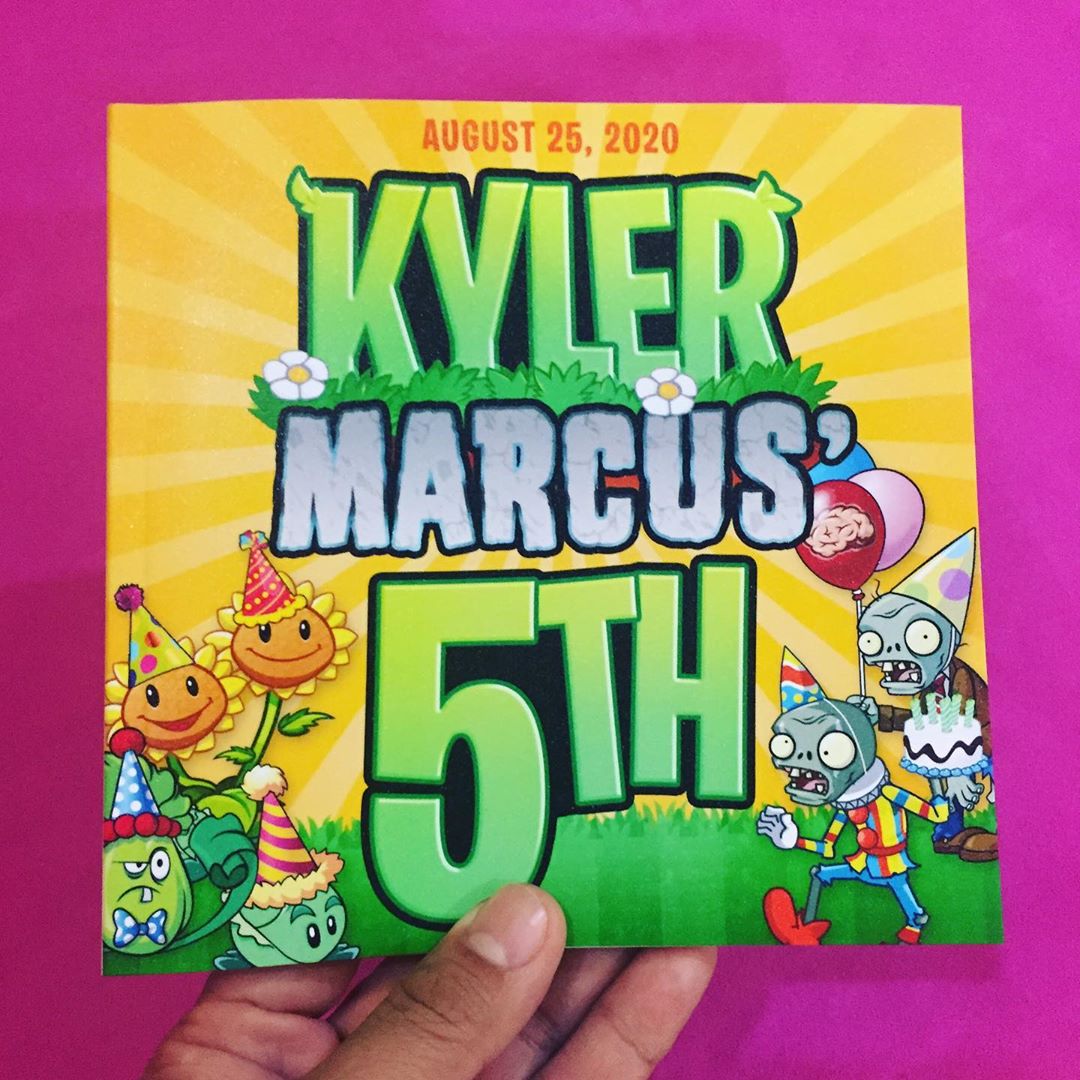 AUGUST 25, 2020
KYLER
MARCUS'
5TH